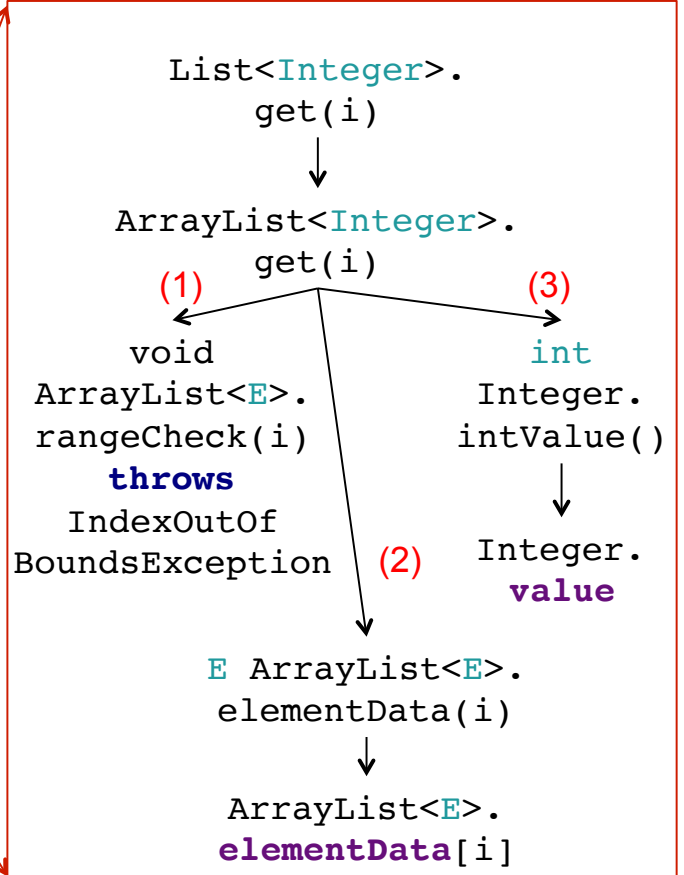 List<Integer>.
get(i)
ArrayList<Integer>.
get(i)
(1)
(3)
void
ArrayList<E>.
rangeCheck(i)
throws
IndexOutOf
BoundsException
int
Integer.
intValue()
Integer.
value
(2)
E ArrayList<E>.
elementData(i)
ArrayList<E>.
elementData[i]